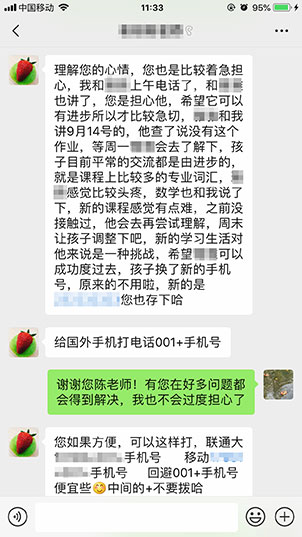 中国移动
11:33
95%
理解您的心情，您也是比较着急担
心，我和
上午电话了，和
也讲了，您是担心他，希望它可以
有进步所以才比较急切，
和我
讲9月14号的，他查了说没有这个
作业，等周一
会去了解下，孩
子目前平常的交流都是由进步的，
就是课程上比较多的专业词汇，
感觉比较头疼，数学也和我说了
下，新的课程感觉有点难，之前没
接触过，他会去再尝试理解，周末
让孩子调整下吧，新的学习生活对
他来说是一种挑战，希望
可以
成功度过去，孩子换了新的手机
号，原来的不用啦，新的是
您也存下哈
给国外手机打电话001+手机号
谢谢您陈老师！有您在好多问题都
会得到解决，我也不会过度担心了
您如果方便，可以这样打，联通大
手机号
移动
手机号
回避001+手机号
便宜些
中间的+不要拨哈